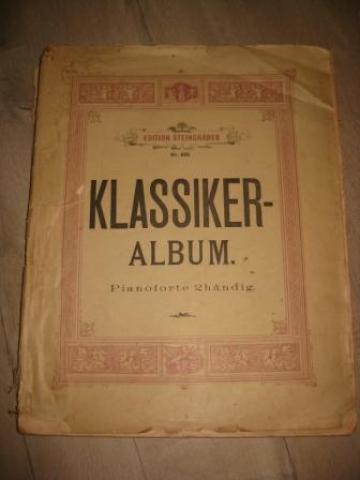 EDITION STEINGRÄBER
KLASSIKER-
ALBUM.
Pianoforte 2händig.